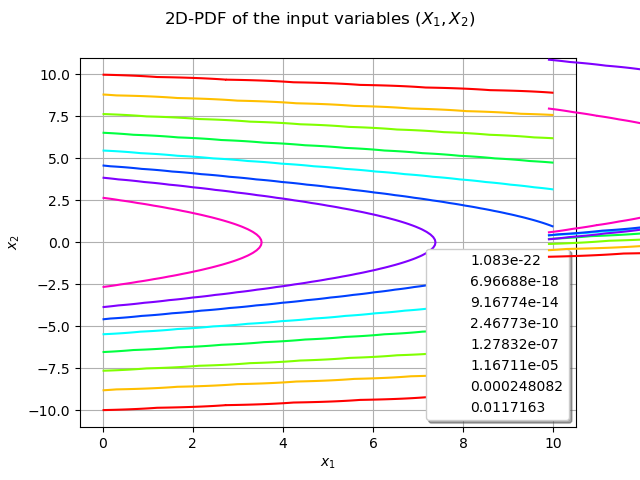 2D-PDF of the input variables (X₁, X₂)
10.0
7.5
5.0
2.5
0.0
−2.5
−5.0
−7.5
−10.0
x₂
1.083e-22
6.96688e-18
9.16774e-14
2.46773e-10
1.27832e-07
1.16711e-05
0.000248082
0.0117163
0 2 4 6 8 10
x₁